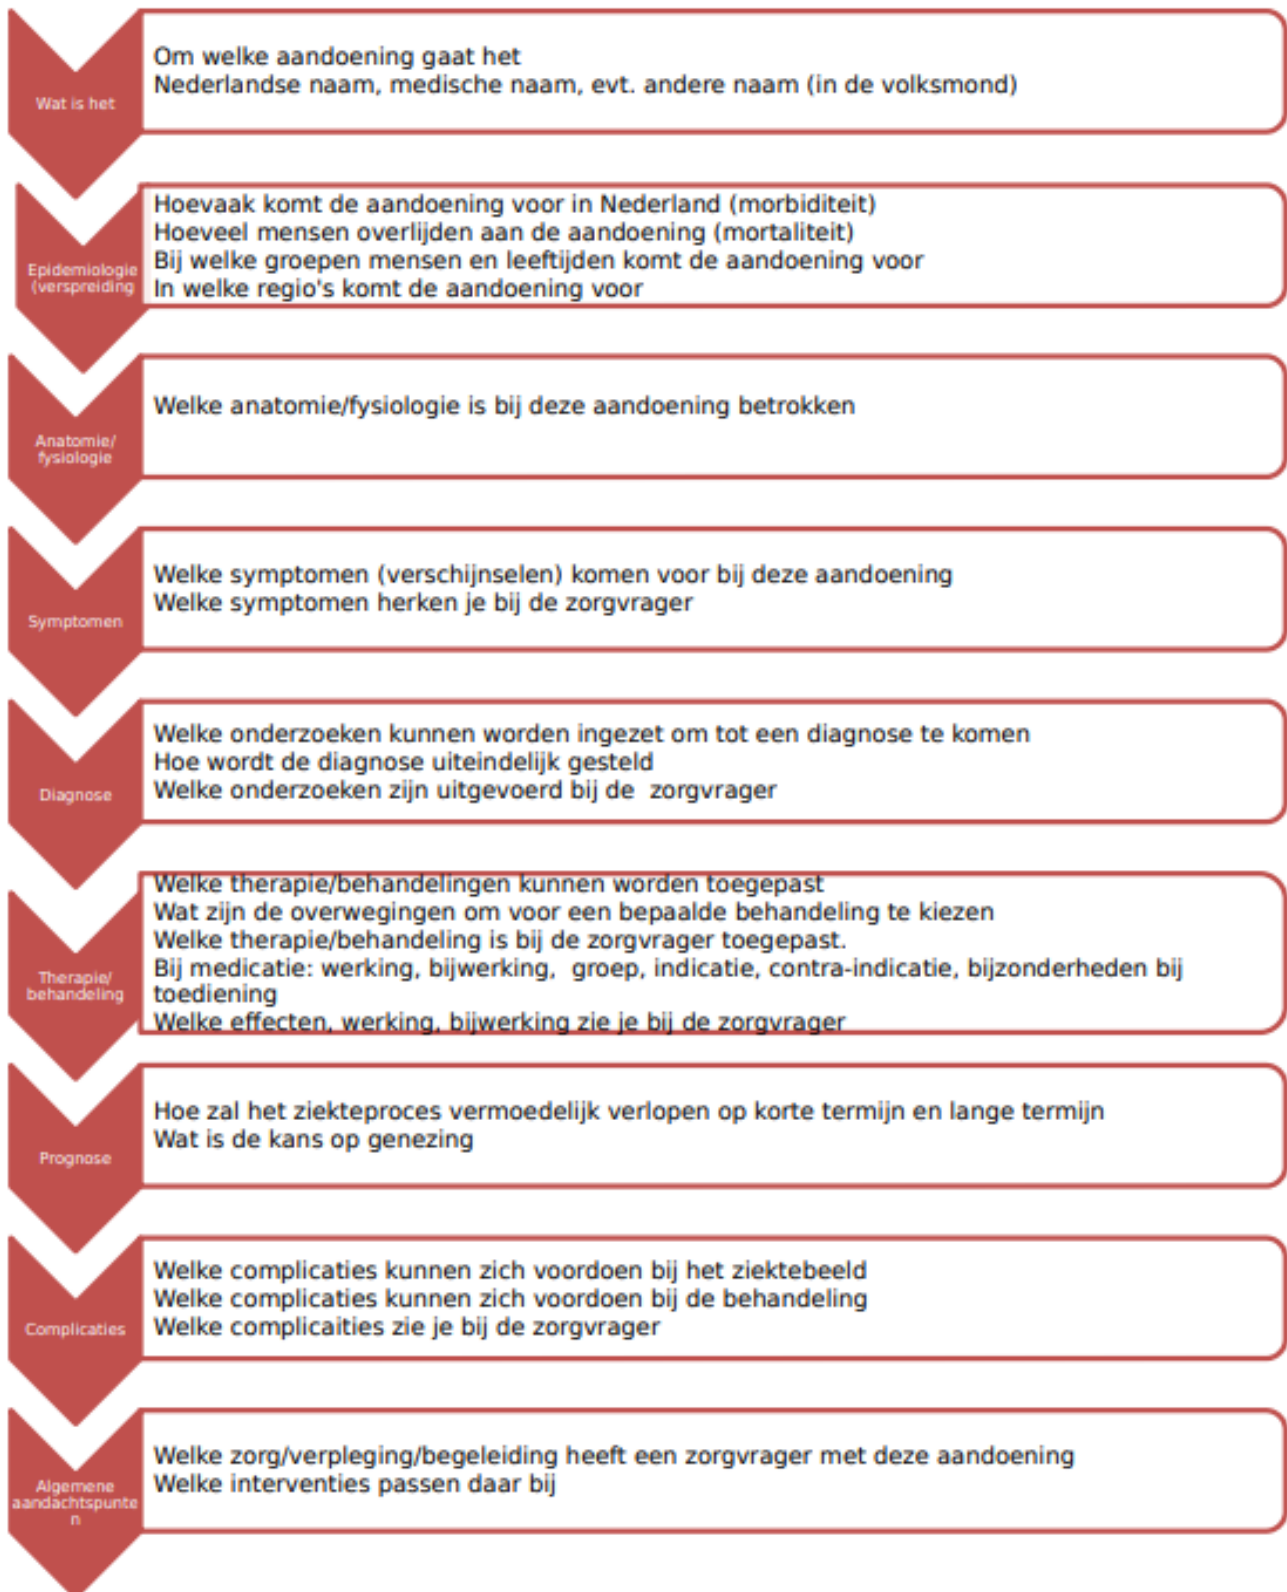 Wat is het
Om welke aandoening gaat het
Nederlandse naam, medische naam, evt. andere naam (in de volksmond)
Epidemiologie
(verspreiding
Hoevaak komt de aandoening voor in Nederland (morbiditeit)
Hoeveel mensen overlijden aan de aandoening (mortaliteit)
Bij welke groepen mensen en leeftijden komt de aandoening voor
In welke regio's komt de aandoening voor
Anatomie/
fysiologie
Welke anatomie/fysiologie is bij deze aandoening betrokken
Symptomen
Welke symptomen (verschijnselen) komen voor bij deze aandoening
Welke symptomen herken je bij de zorgvrager
Diagnose
Welke onderzoeken kunnen worden ingezet om tot een diagnose te komen
Hoe wordt de diagnose uiteindelijk gesteld
Welke onderzoeken zijn uitgevoerd bij de  zorgvrager
Therapie/
behandeling
Welke therapie/behandelingen kunnen worden toegepast
Wat zijn de overwegingen om voor een bepaalde behandeling te kiezen
Welke therapie/behandeling is bij de zorgvrager toegepast.
Bij medicatie: werking, bijwerking,  groep, indicatie, contra-indicatie, bijzonderheden bij
toediening
Welke effecten, werking, bijwerking zie je bij de zorgvrager
Prognose
Hoe zal het ziekteproces vermoedelijk verlopen op korte termijn en lange termijn
Wat is de kans op genezing
Complicaties
Welke complicaties kunnen zich voordoen bij het ziektebeeld
Welke complicaties kunnen zich voordoen bij de behandeling
Welke complicaities zie je bij de zorgvrager
Algemene
aandachtspunte
n
Welke zorg/verpleging/begeleiding heeft een zorgvrager met deze aandoening
Welke interventies passen daar bij